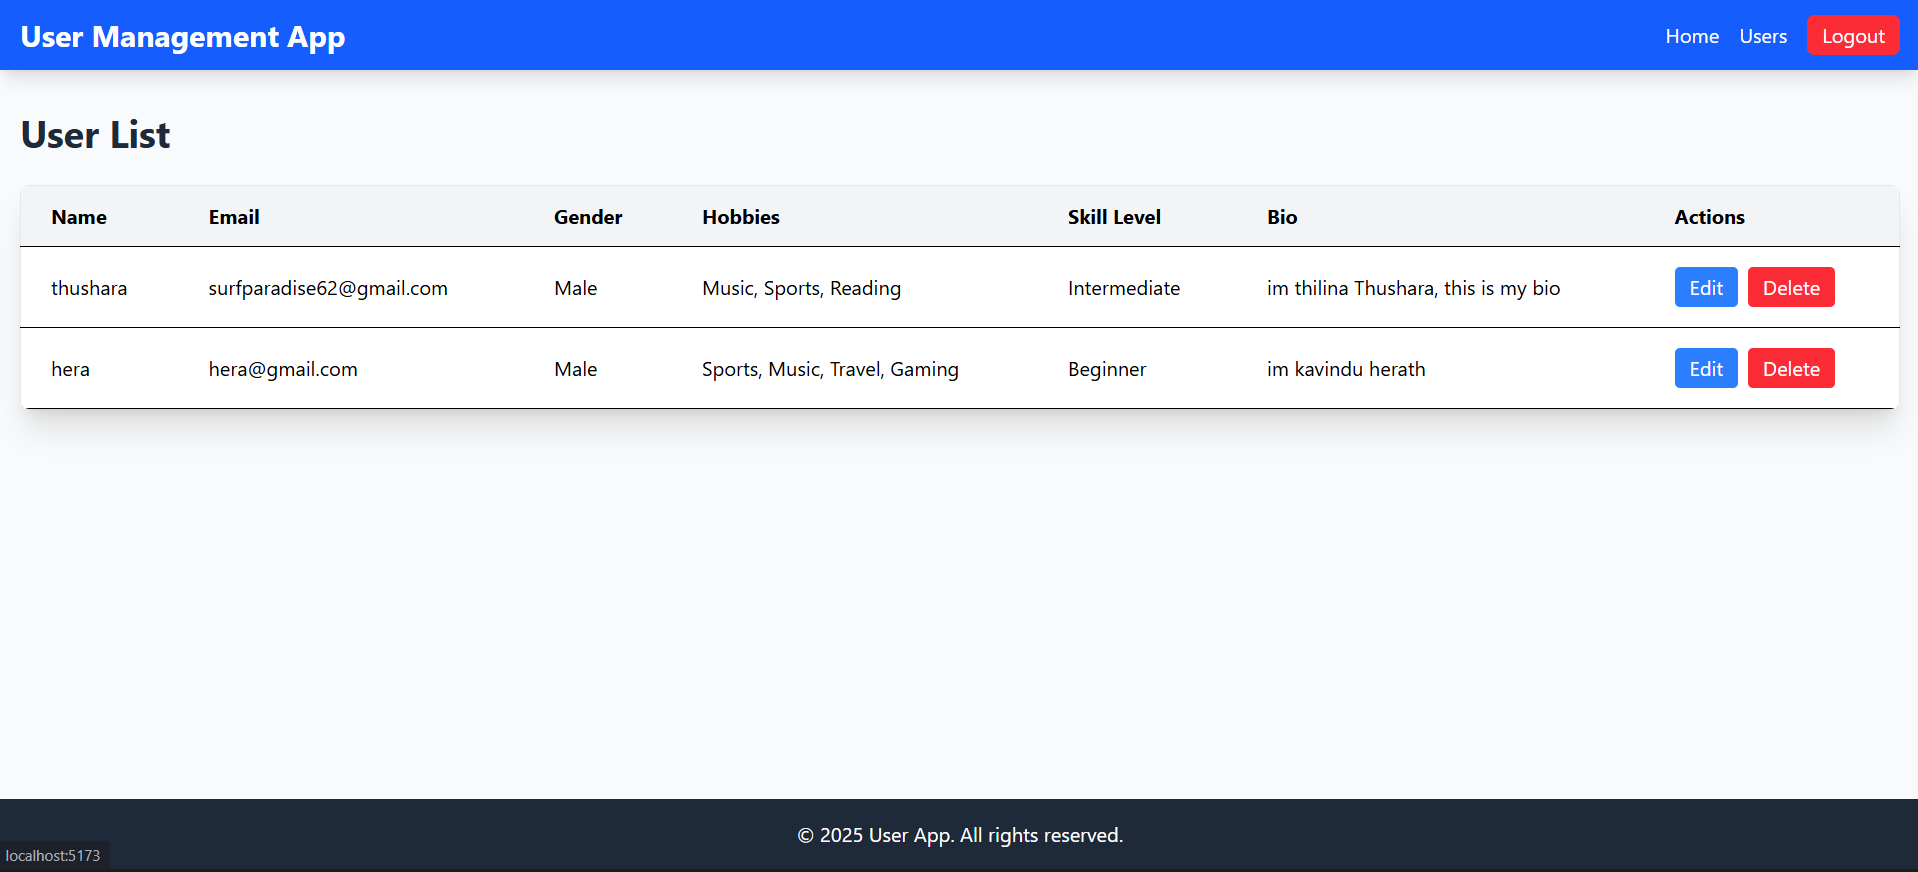 User Management App Home Users Logout
User List
Name Email Gender Hobbies Skill Level Bio Actions
thushara surfparadise62@gmail.com Male Music, Sports, Reading Intermediate im thilina Thushara, this is my bio Edit Delete
hera hera@gmail.com Male Sports, Music, Travel, Gaming Beginner im kavindu herath Edit Delete
© 2025 User App. All rights reserved.
localhost:5173